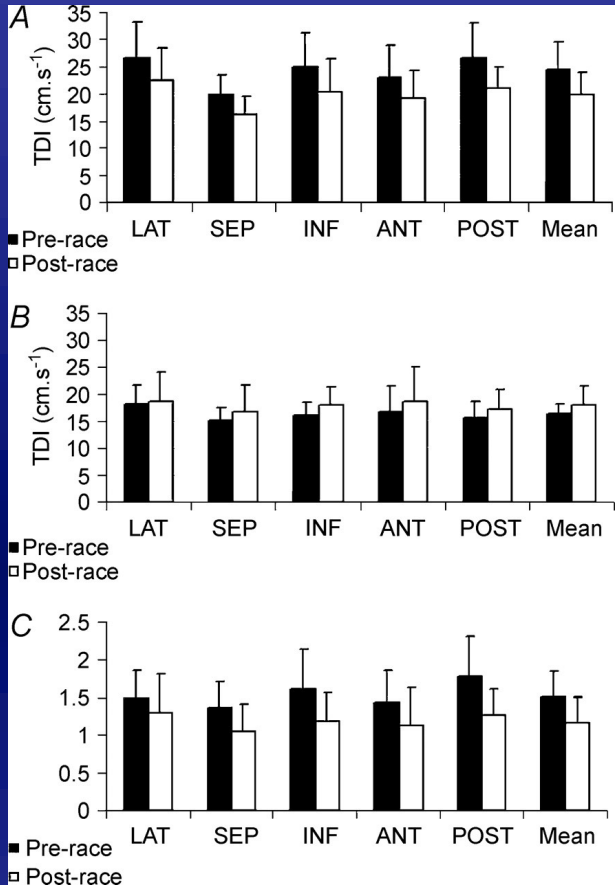 A
35
30
25
20
15
10
5
0
TDI (cm.s⁻¹)
LAT SEP INF ANT POST Mean
Pre-race
Post-race
B
35
30
25
20
15
10
5
0
TDI (cm.s⁻¹)
LAT SEP INF ANT POST Mean
Pre-race
Post-race
C
2.5
2
1.5
1
0.5
0
LAT SEP INF ANT POST Mean
Pre-race
Post-race